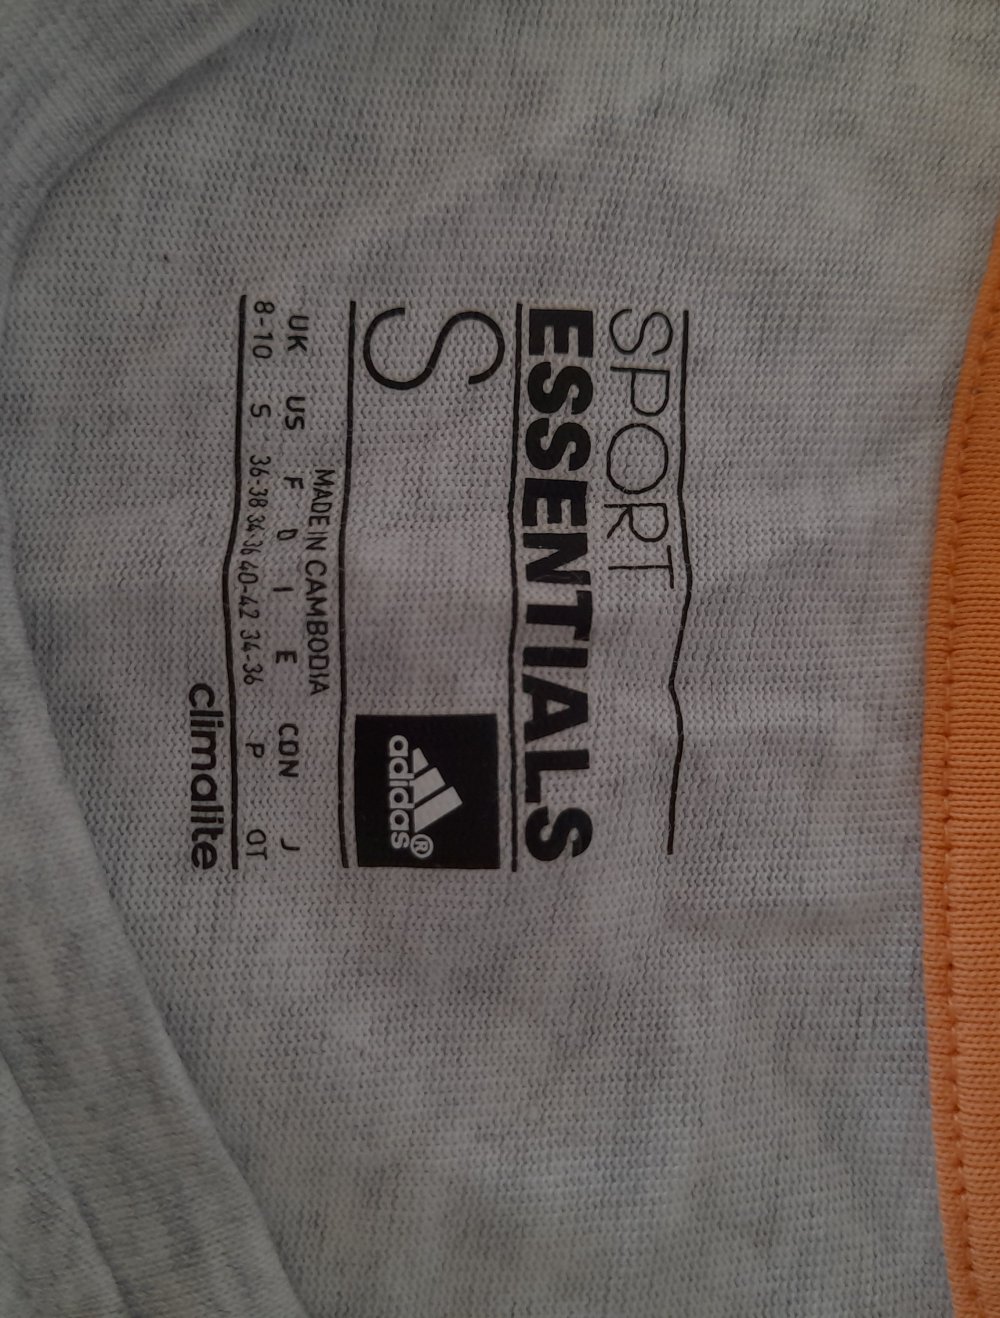 SPORT
ESSENTIALS
S
adidas®
MADE IN CAMBODIA
UK US F D I E CDN J
8-10 S 36-38 34-36 40-42 34-36 P OT
climalite